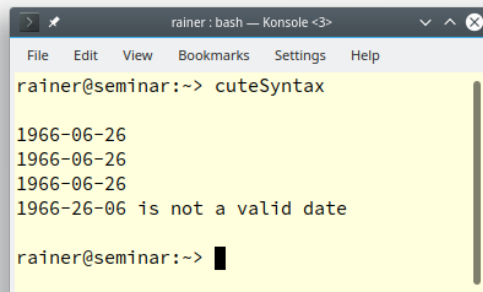 rainer : bash — Konsole <3>
File Edit View Bookmarks Settings Help
rainer@seminar:~> cuteSyntax
1966-06-26
1966-06-26
1966-06-26
1966-26-06 is not a valid date
rainer@seminar:~>